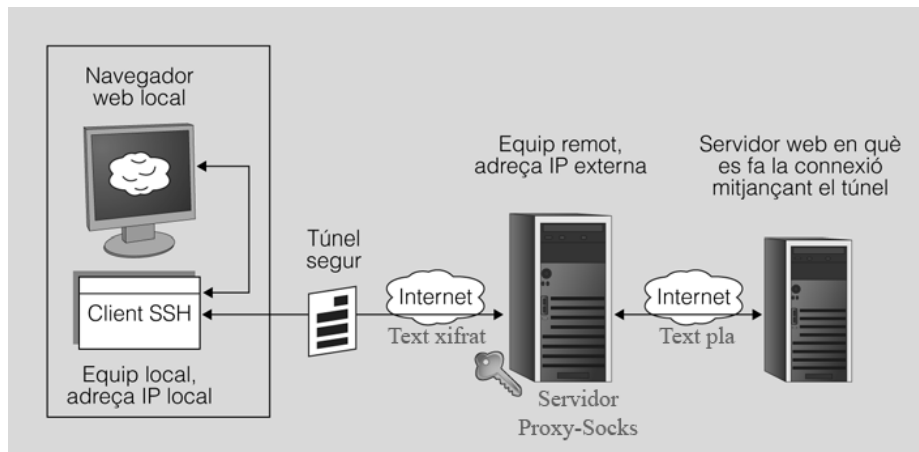 Navegador
web local
Client SSH
Equip local,
adreça IP local
Túnel
segur
Internet
Text xifrat
Equip remot,
adreça IP externa
Servidor
Proxy-Socks
Internet
Text pla
Servidor web en què
es fa la connexió
mitjançant el túnel